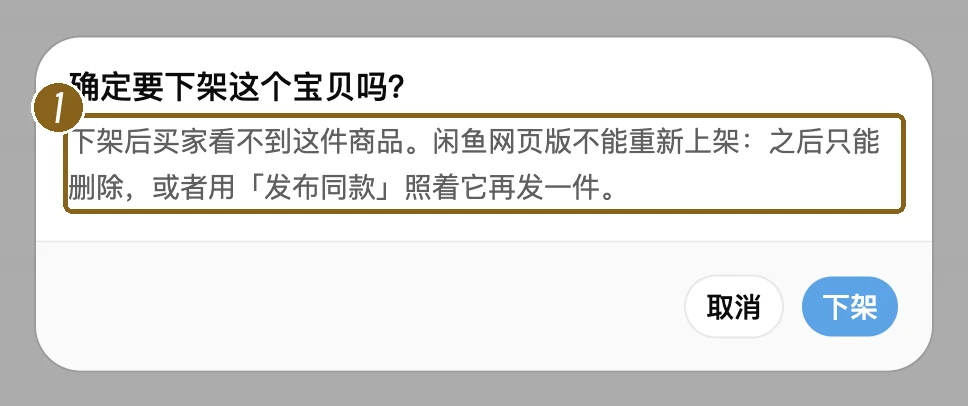 确定要下架这个宝贝吗？
1
下架后买家看不到这件商品。闲鱼网页版不能重新上架：之后只能
删除，或者用「发布同款」照着它再发一件。
取消
下架